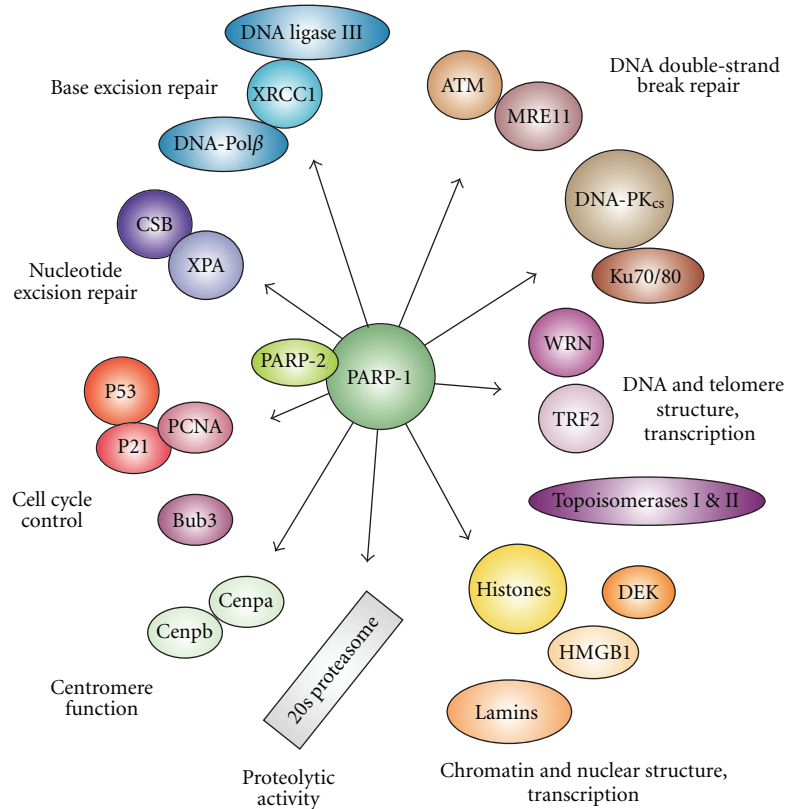 DNA ligase III
Base excision repair
XRCC1
DNA-Polβ
ATM
MRE11
DNA double-strand
break repair
DNA-PKcs
Ku70/80
CSB
XPA
Nucleotide
excision repair
PARP-2
PARP-1
WRN
TRF2
DNA and telomere
structure,
transcription
P53
PCNA
P21
Cell cycle
control
Bub3
Topoisomerases I & II
Cenpa
Cenpb
Centromere
function
20s proteasome
Proteolytic
activity
Histones
DEK
HMGB1
Lamins
Chromatin and nuclear structure,
transcription